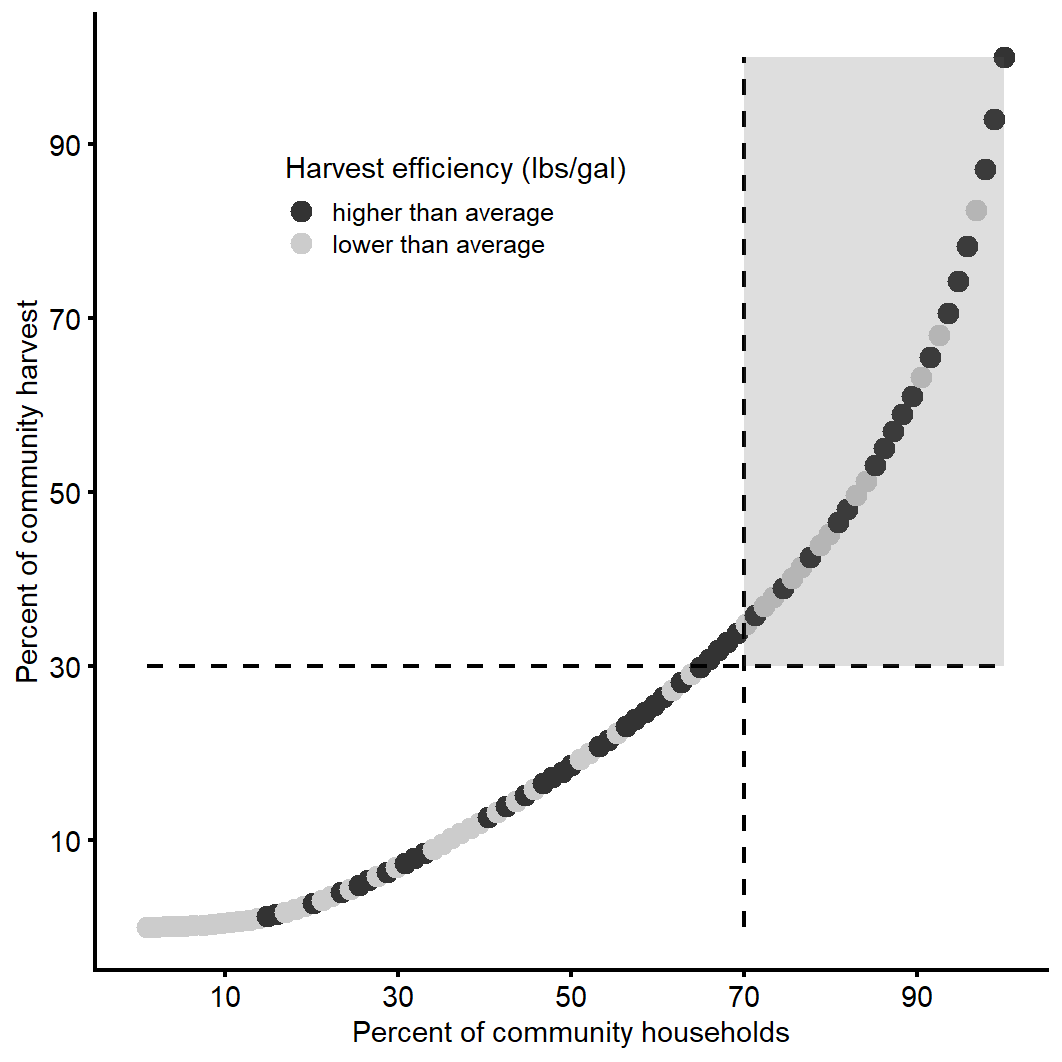 Harvest efficiency (lbs/gal)
higher than average
lower than average
Percent of community harvest
90
70
50
30
10
10 30 50 70 90
Percent of community households